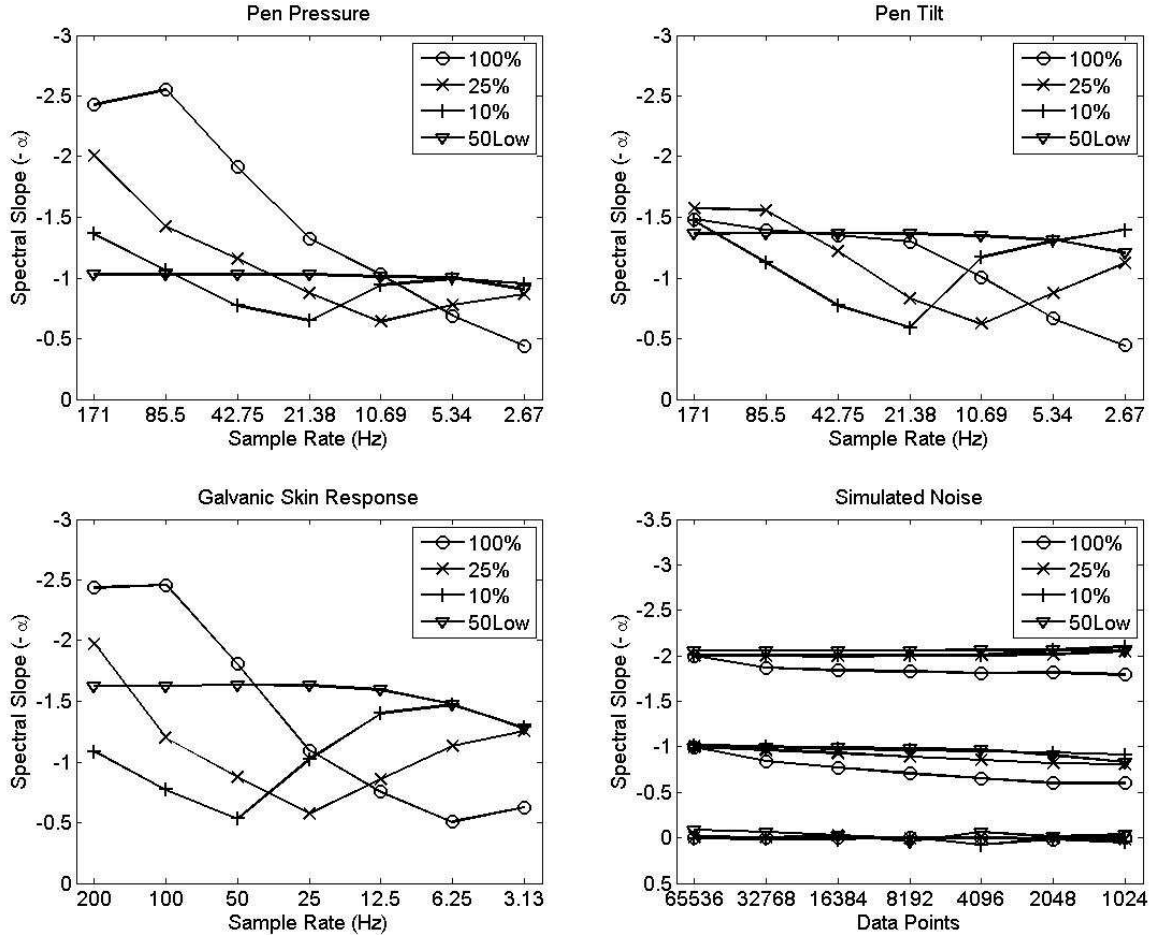 Pen Pressure
-3
-2.5
-2
-1.5
-1
-0.5
0
Spectral Slope (- α)
100%
25%
10%
50Low
171 85.5 42.75 21.38 10.69 5.34 2.67
Sample Rate (Hz)
Pen Tilt
-3
-2.5
-2
-1.5
-1
-0.5
0
Spectral Slope (- α)
100%
25%
10%
50Low
171 85.5 42.75 21.38 10.69 5.34 2.67
Sample Rate (Hz)
Galvanic Skin Response
-3
-2.5
-2
-1.5
-1
-0.5
0
Spectral Slope (- α)
100%
25%
10%
50Low
200 100 50 25 12.5 6.25 3.13
Sample Rate (Hz)
Simulated Noise
-3.5
-3
-2.5
-2
-1.5
-1
-0.5
0
0.5
Spectral Slope (- α)
100%
25%
10%
50Low
65536 32768 16384 8192 4096 2048 1024
Data Points